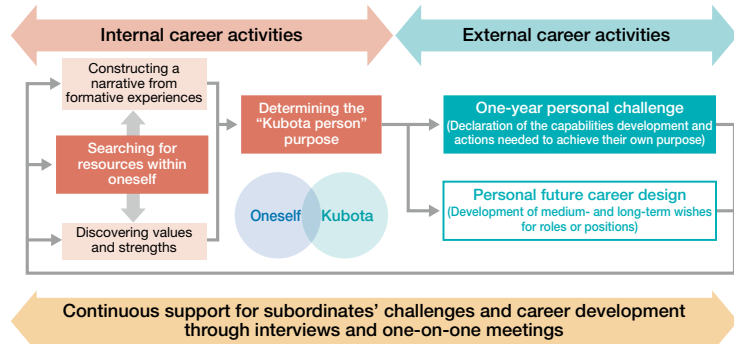 Internal career activities
External career activities
Constructing a
narrative from
formative experiences
Searching for
resources within
oneself
Discovering values
and strengths
Determining the
“Kubota person”
purpose
Oneself
Kubota
One-year personal challenge
(Declaration of the capabilities development and
actions needed to achieve their own purpose)
Personal future career design
(Development of medium- and long-term wishes
for roles or positions)
Continuous support for subordinates’ challenges and career development
through interviews and one-on-one meetings